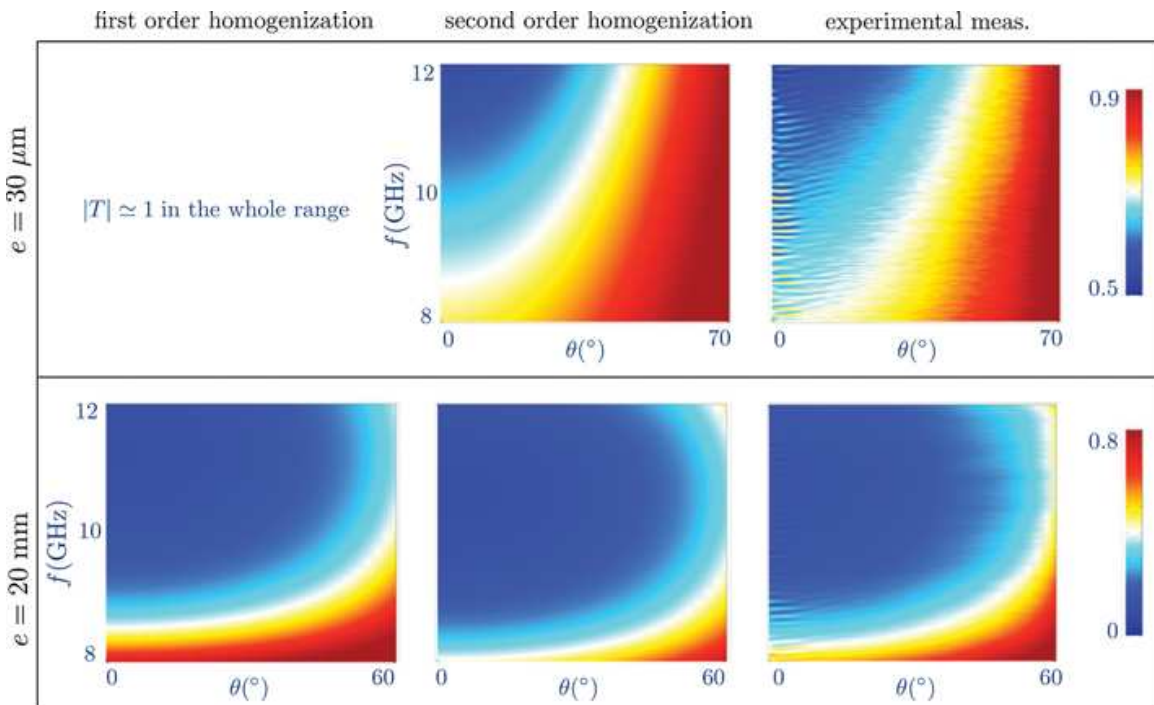 first order homogenization second order homogenization experimental meas.
e = 30 μm
|T| ≃ 1 in the whole range
f(GHz)
12
10
8
0 70
θ(°)
0 70
θ(°)
0.9
0.5
e = 20 mm
f(GHz)
12
10
8
0 60
θ(°)
f(GHz)
12
10
8
0 60
θ(°)
0 60
θ(°)
0.8
0